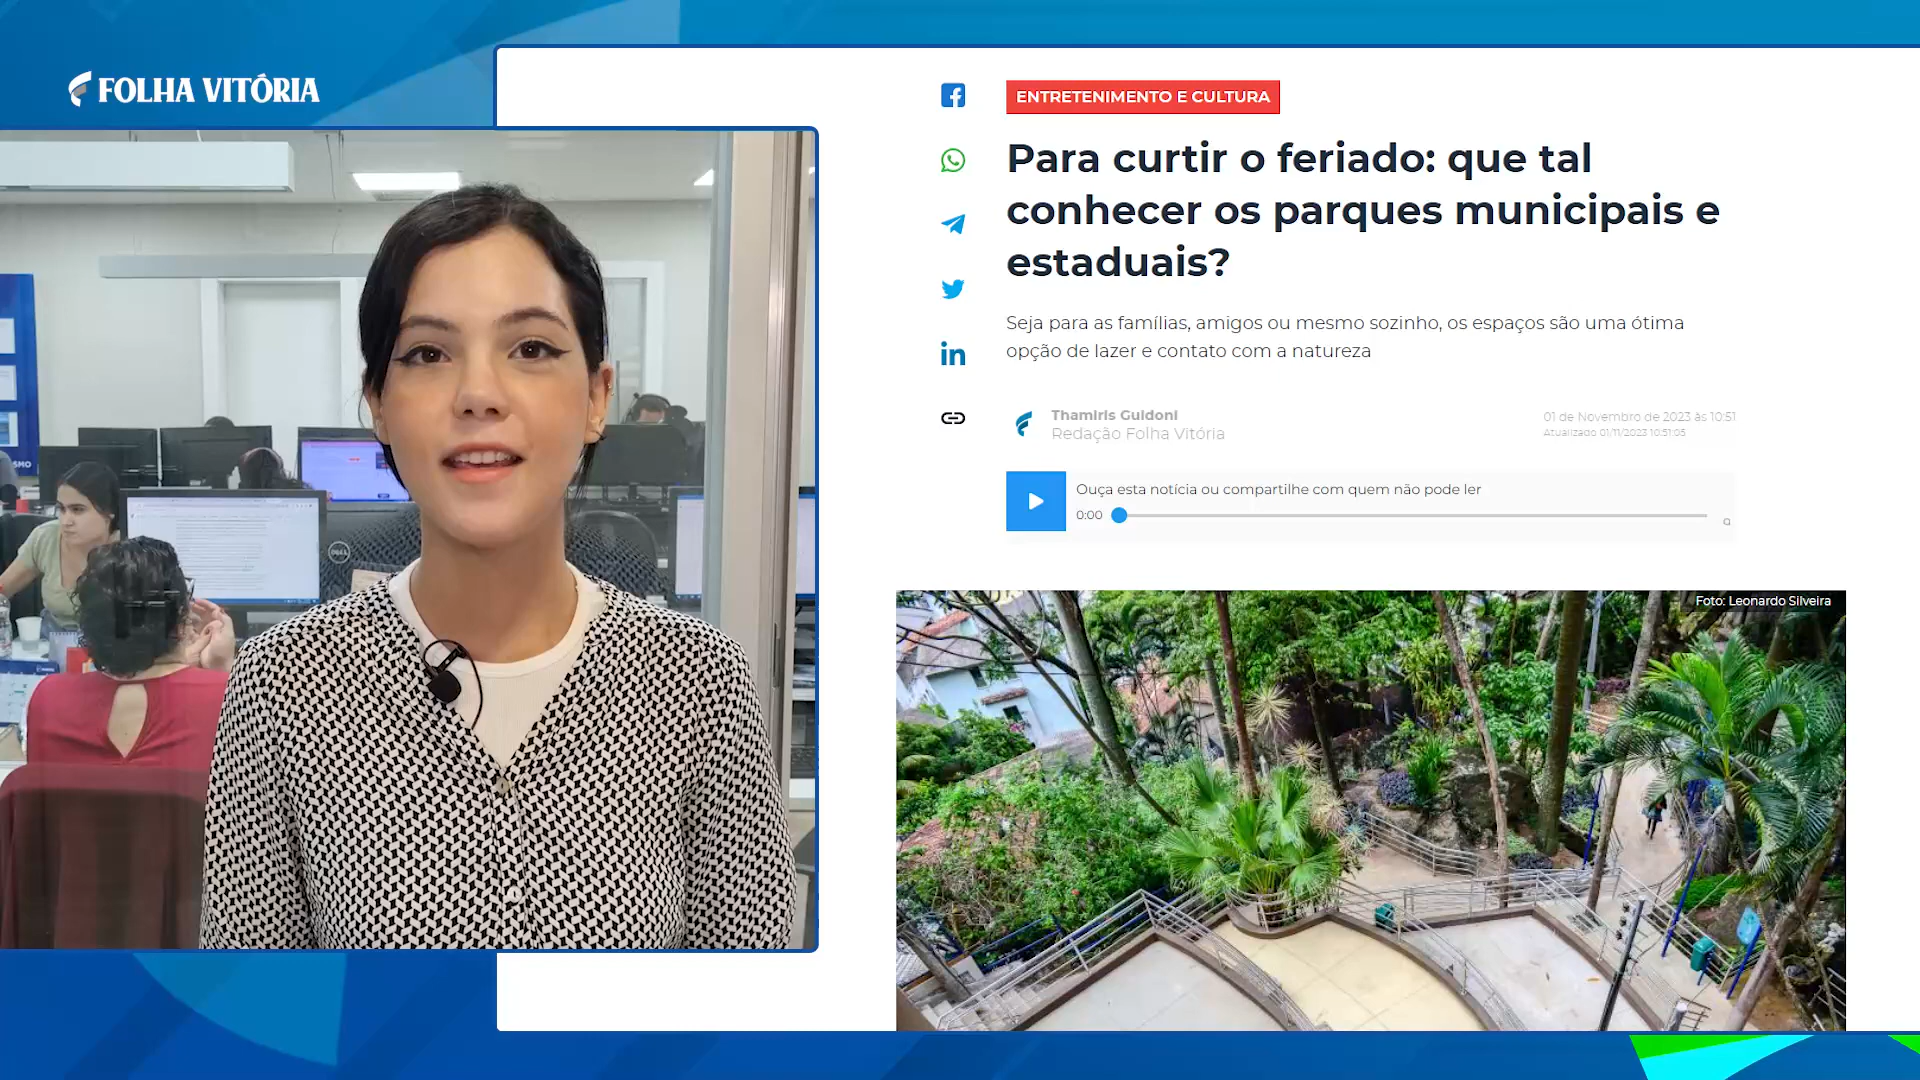 FOLHA VITÓRIA
ENTRETENIMENTO E CULTURA
Para curtir o feriado: que tal
conhecer os parques municipais e
estaduais?
Seja para as famílias, amigos ou mesmo sozinho, os espaços são uma ótima
opção de lazer e contato com a natureza
Thamiris Guidoni
Redação Folha Vitória
01 de Novembro de 2023 às 10:51
Atualizado 01/11/2023 10:51:05
Ouça esta notícia ou compartilhe com quem não pode ler
0:00
Foto: Leonardo Silveira
DELL